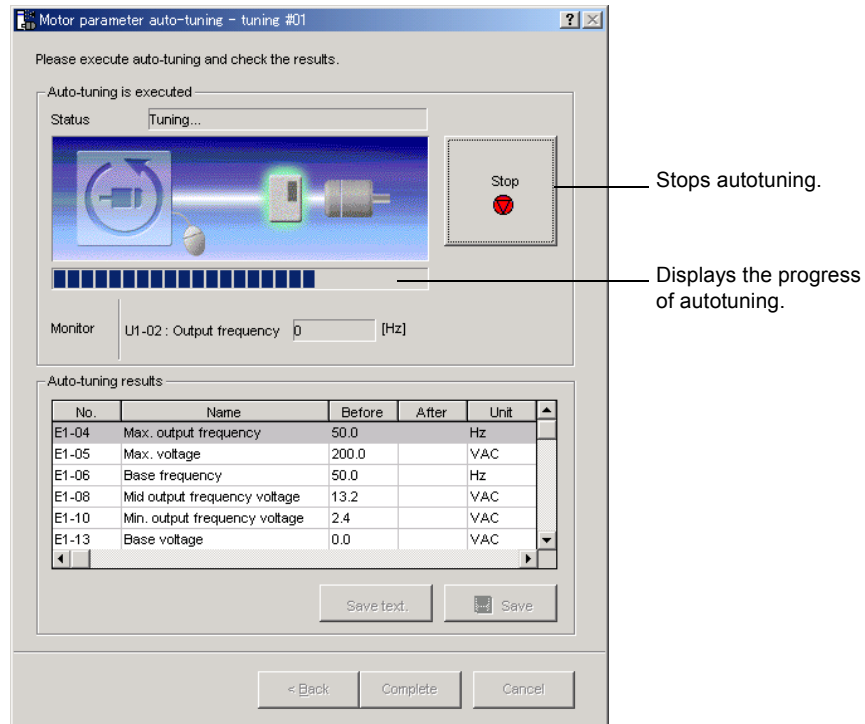 Motor parameter auto-tuning - tuning #01
Please execute auto-tuning and check the results.
Auto-tuning is executed
Status Tuning...
Stop
Stops autotuning.
Displays the progress
of autotuning.
Monitor U1-02 : Output frequency 0 [Hz]
Auto-tuning results
No. Name Before After Unit
E1-04 Max. output frequency 50.0 Hz
E1-05 Max. voltage 200.0 VAC
E1-06 Base frequency 50.0 Hz
E1-08 Mid output frequency voltage 13.2 VAC
E1-10 Min. output frequency voltage 2.4 VAC
E1-13 Base voltage 0.0 VAC
Save text. Save
< Back Complete Cancel